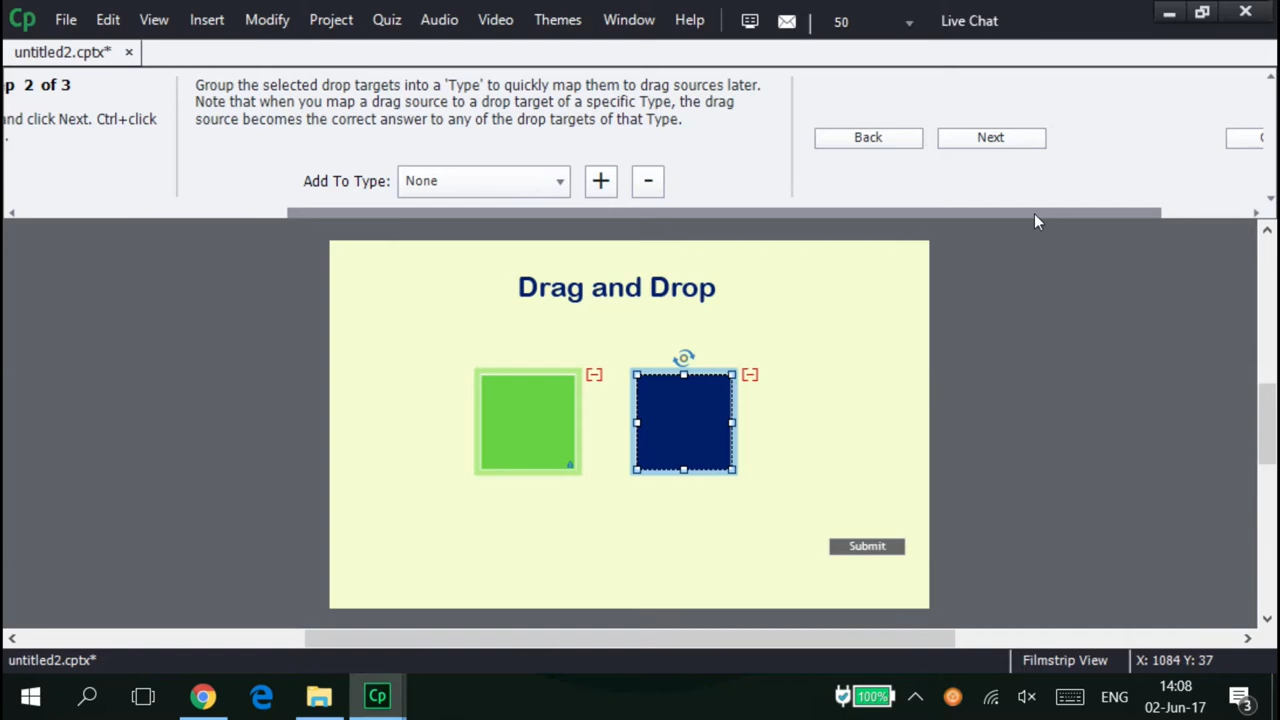 Cp File Edit View Insert Modify Project Quiz Audio Video Themes Window Help 50 Live Chat
untitled2.cptx* ×
p 2 of 3
and click Next. Ctrl+click
.
Group the selected drop targets into a 'Type' to quickly map them to drag sources later.
Note that when you map a drag source to a drop target of a specific Type, the drag
source becomes the correct answer to any of the drop targets of that Type.
Add To Type: None + -
Back Next
Drag and Drop
Submit
untitled2.cptx* Filmstrip View X: 1084 Y: 37
Cp 100% ENG 14:08
02-Jun-17 3